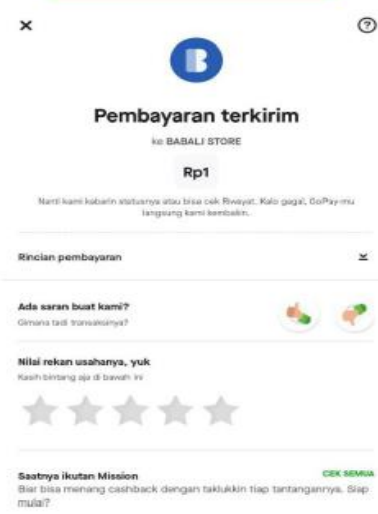 Pembayaran terkirim
ke BABALI STORE
Rp1
Nanti kami kabarin statusnya atau bisa cek Riwayat. Kalo gagal, GoPay-mu
langsung kami kembaliin.
Rincian pembayaran
Ada saran buat kami?
Gimana tadi transaksinya?
Nilai rekan usahanya, yuk
Kasih bintang aja di bawah ini
Saatnya ikutan Mission
CEK SEMUA
Biar bisa menang cashback dengan taklukkin tiap tantangannya. Siap
mulai?